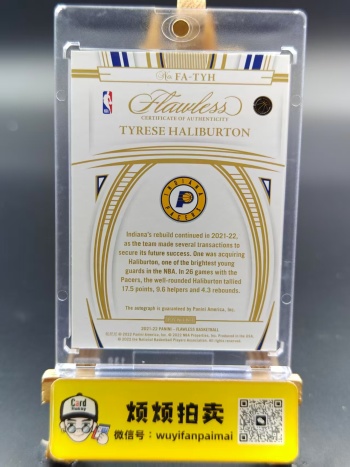 No. FA-TYH
Flawless
CERTIFICATE OF AUTHENTICITY
TYRESE HALIBURTON
INDIANA
PACERS
Indiana's rebuild continued in 2021-22,
as the team made several transactions to
secure its future success. One was acquiring
Haliburton, one of the brightest young
guards in the NBA. In 26 games with the
Pacers, the well-rounded Haliburton tallied
17.5 points, 9.6 helpers and 4.3 rebounds.
The autograph is guaranteed by Panini America, Inc.
2021-22 PANINI - FLAWLESS BASKETBALL
烦烦拍卖
微信号：wuyifanpaimai